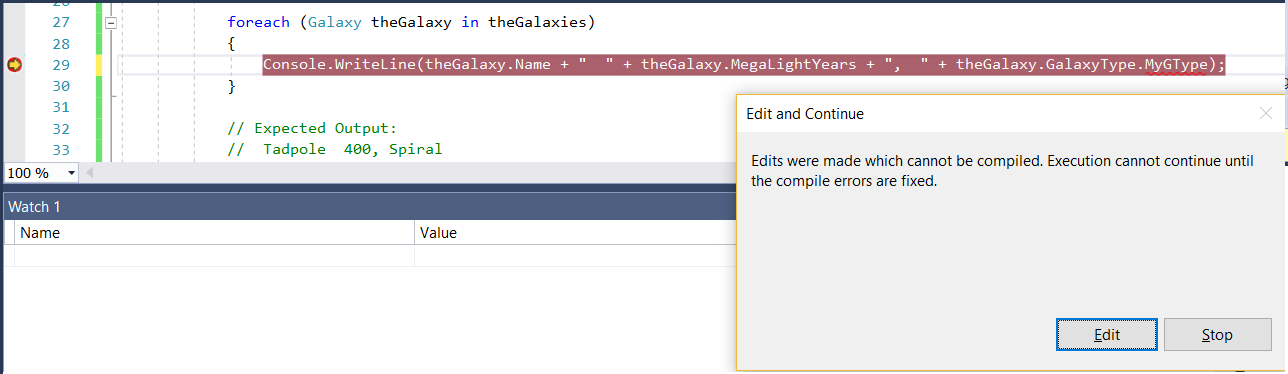 27 foreach (Galaxy theGalaxy in theGalaxies)
28 {
29 Console.WriteLine(theGalaxy.Name + "  " + theGalaxy.MegaLightYears + ",  " + theGalaxy.GalaxyType.MyGType);
30 }
31
32 // Expected Output:
33 //  Tadpole  400, Spiral
100 %
Watch 1
Name Value
Edit and Continue
Edits were made which cannot be compiled. Execution cannot continue until
the compile errors are fixed.
Edit Stop